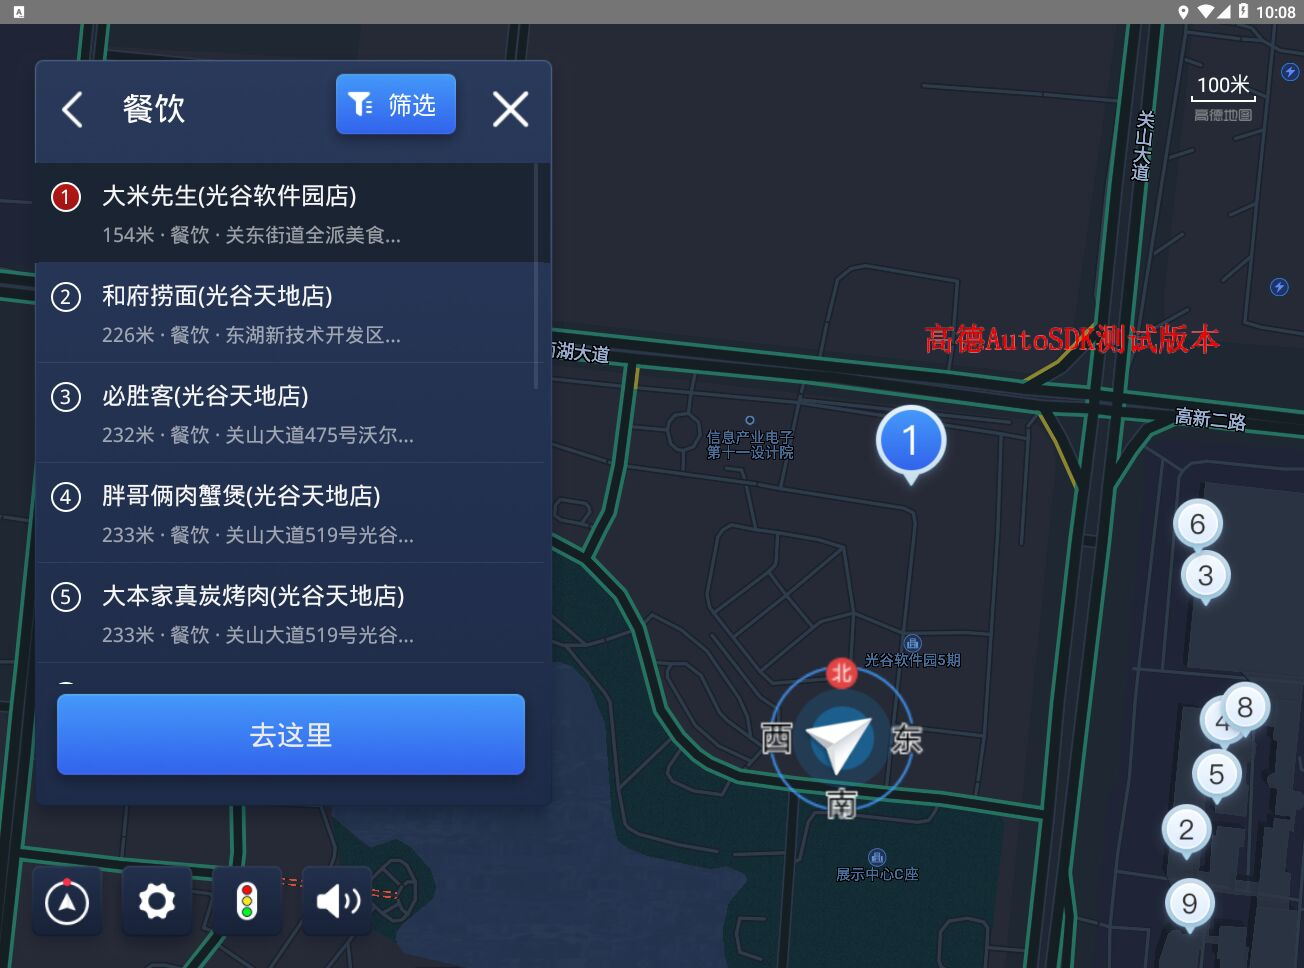 A
10:08
餐饮
筛选
1
大米先生(光谷软件园店)
154米·餐饮·关东街道全派美食...
2
和府捞面(光谷天地店)
226米·餐饮·东湖新技术开发区...
3
必胜客(光谷天地店)
232米·餐饮·关山大道475号沃尔...
4
胖哥俩肉蟹煲(光谷天地店)
233米·餐饮·关山大道519号光谷...
5
大本家真炭烤肉(光谷天地店)
233米·餐饮·关山大道519号光谷...
去这里
100米
高德地图
关山大道
高德AutoSDK测试版本
湖大道
高新二路
信息产业电子
第十一设计院
1
6
3
光谷软件园5期
北
西
东
南
8
4
5
2
9
展示中心C座